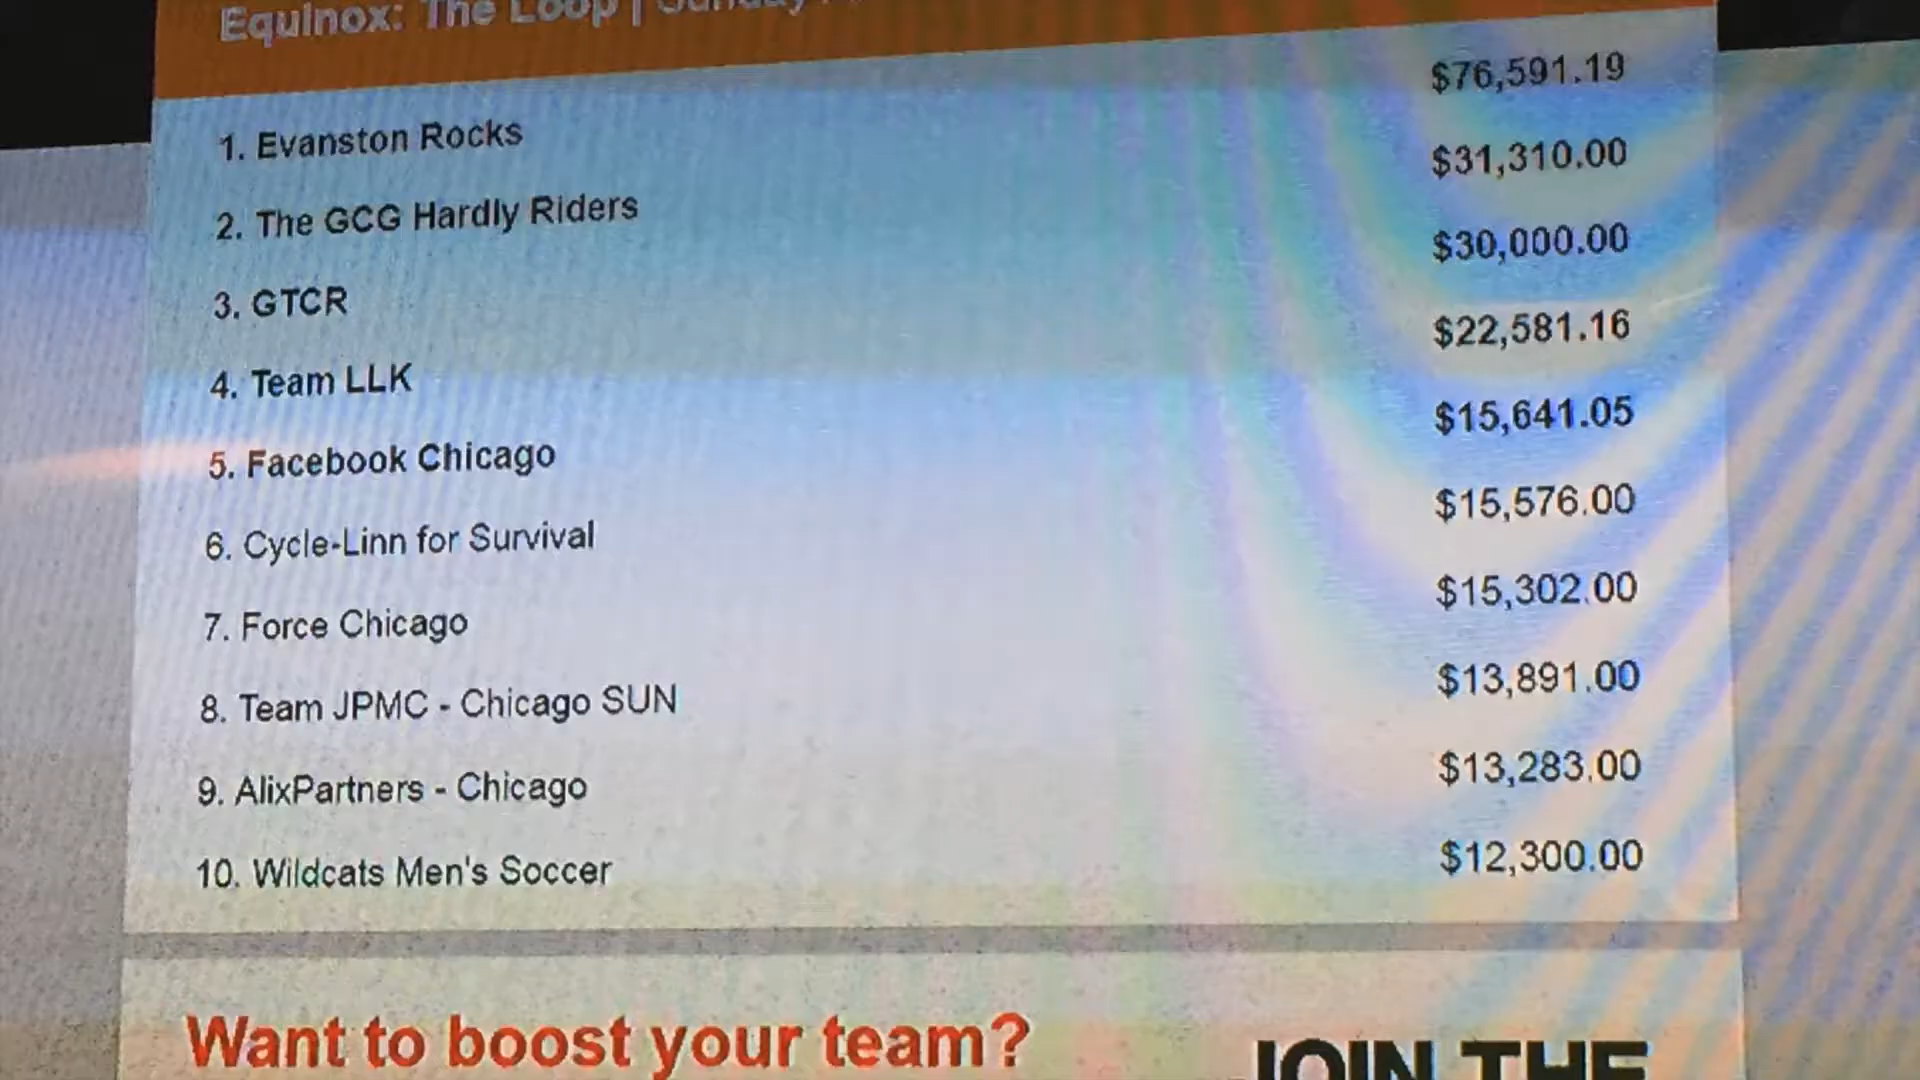 Equinox: The Loop | Sunday
1. Evanston Rocks $76,591.19
2. The GCG Hardly Riders $31,310.00
3. GTCR $30,000.00
4. Team LLK $22,581.16
5. Facebook Chicago $15,641.05
6. Cycle-Linn for Survival $15,576.00
7. Force Chicago $15,302.00
8. Team JPMC - Chicago SUN $13,891.00
9. AlixPartners - Chicago $13,283.00
10. Wildcats Men's Soccer $12,300.00
Want to boost your team?
JOIN THE